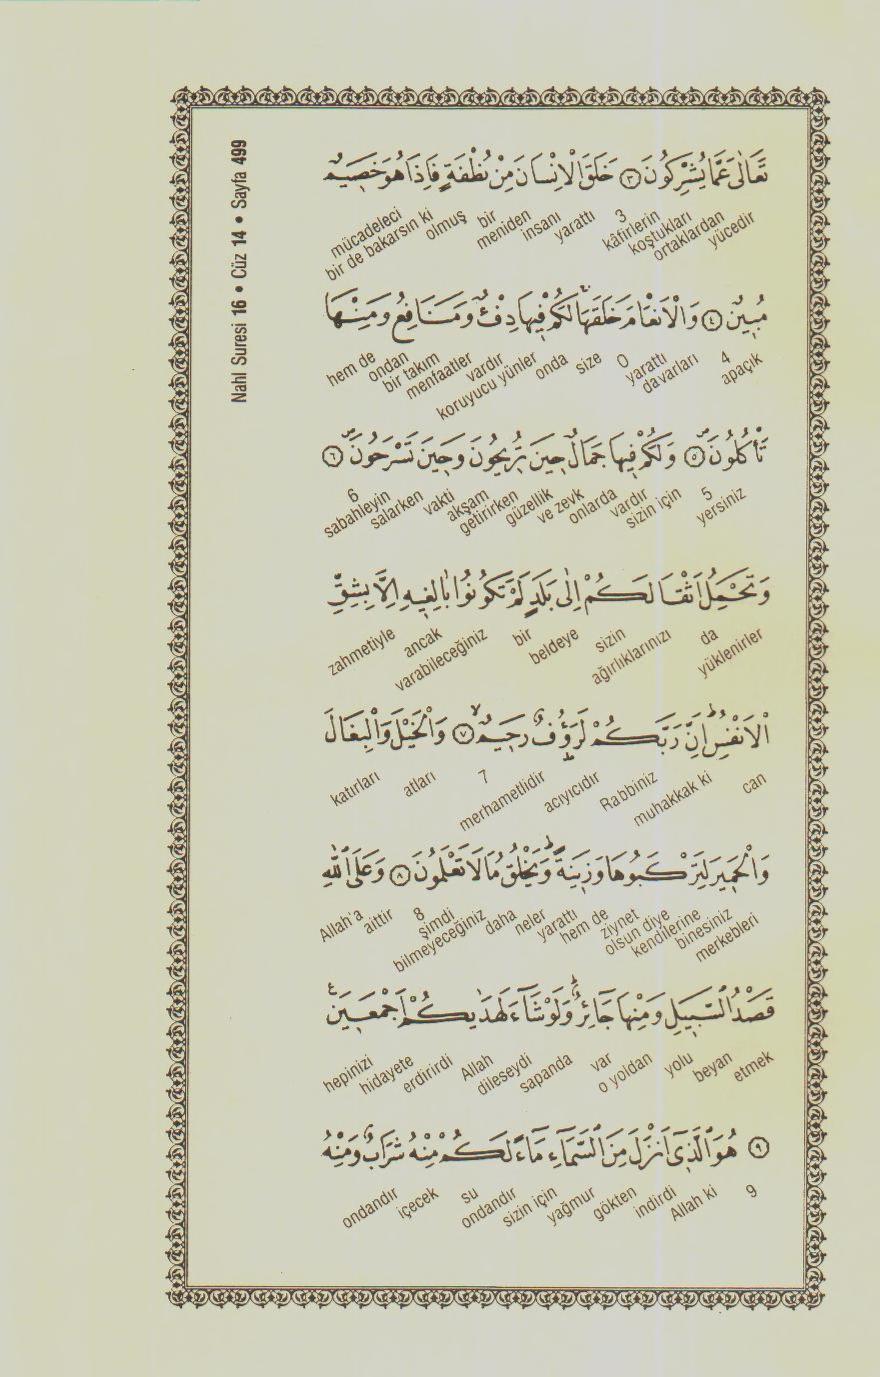 Nahl Suresi 16 • Cüz 14 • Sayfa 499
تَعَالٰى عَمَّا يُشْرِكُونَ ﴿٣﴾ خَلَقَ الْاِنْسَانَ مِنْ نُطْفَةٍ فَاِذَا هُوَ خَص۪يمٌ
yücedir ortaklardan koştukları kâfirlerin 3 yarattı insanı meniden bir olmuş bir de bakarsın ki mücadeleci
مُب۪ينٌ ﴿٤﴾ وَالْاَنْعَامَ خَلَقَهَاۚ لَكُمْ ف۪يهَا دِفْءٌ وَمَنَافِعُ وَمِنْهَا
apaçık 4 davarları yarattı O size onda koruyucu yünler vardır menfaatler bir takım ondan hem de
تَأْكُلُونَۖ ﴿٥﴾ وَلَكُمْ ف۪يهَا جَمَالٌ ح۪ينَ تُر۪يحُونَ وَح۪ينَ تَسْرَحُونَۖ ﴿٦﴾
yersiniz 5 sizin için vardır onlarda ve zevk güzellik getirirken akşam vakti salarken sabahleyin 6
وَتَحْمِلُ اَثْقَالَكُمْ اِلٰى بَلَدٍ لَمْ تَكُونُوا بَالِغ۪يهِ اِلَّا بِشِقِّ
yüklenirler da ağırlıklarınızı sizin beldeye bir varabileceğiniz ancak zahmetiyle
الْاَنْفُسِۜ اِنَّ رَبَّكُمْ لَرَؤُ۫فٌ رَح۪يمٌۙ ﴿٧﴾ وَالْخَيْلَ وَالْبِغَالَ
can muhakkak ki Rabbiniz acıyıcıdır merhametlidir 7 atları katırları
وَالْحَم۪يرَ لِتَرْكَبُوهَا وَز۪ينَةًۜ وَيَخْلُقُ مَا لَا تَعْلَمُونَ ﴿٨﴾ وَعَلَى اللّٰهِ
merkebleri binesiniz kendilerine olsun diye ziynet hem de yarattı neler daha bilmeyeceğiniz şimdi 8 aittir Allah'a
قَصْدُ السَّب۪يلِ وَمِنْهَا جَائِرٌۜ وَلَوْ شَاءَ لَهَدٰيكُمْ اَجْمَع۪ينَ۟
etmek beyan yolu o yoldan var sapanda dileseydi Allah erdirirdi hidayete hepinizi
﴿٩﴾ هُوَ الَّذ۪ي اَنْزَلَ مِنَ السَّمَاءِ مَاءً لَكُمْ مِنْهُ شَرَابٌ وَمِنْهُ
9 Allah ki indirdi gökten yağmur sizin için ondandır su içecek ondandır